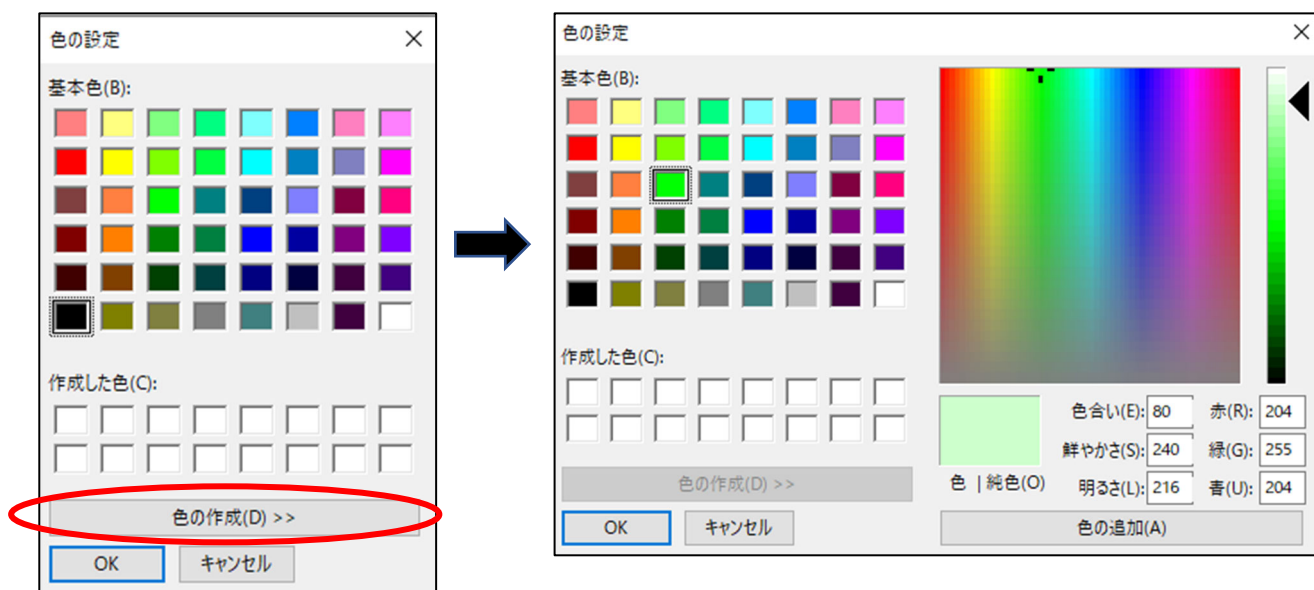 色の設定
基本色(B):
作成した色(C):
色の作成(D) >>
OK キャンセル
色の設定
基本色(B):
作成した色(C):
色の作成(D) >>
OK キャンセル
色 | 純色(O)
色合い(E): 80 赤(R): 204
鮮やかさ(S): 240 緑(G): 255
明るさ(L): 216 青(U): 204
色の追加(A)